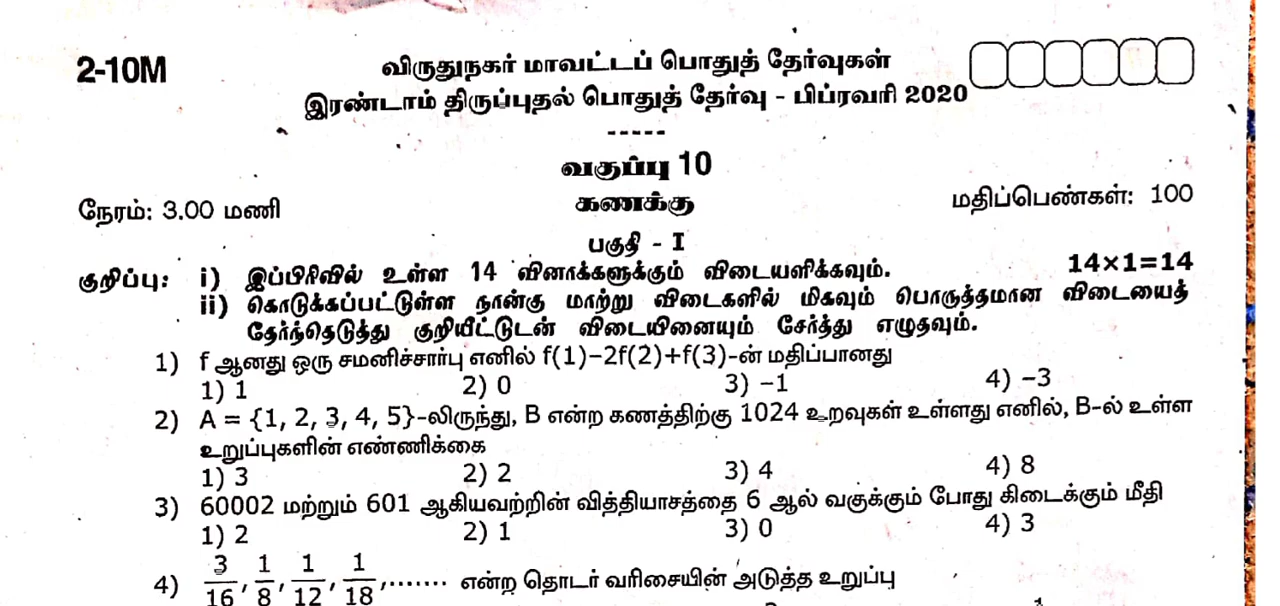 2-10M
விருதுநகர் மாவட்டப் பொதுத் தேர்வுகள்
இரண்டாம் திருப்புதல் பொதுத் தேர்வு - பிப்ரவரி 2020
-----
வகுப்பு 10
நேரம்: 3.00 மணி கணக்கு மதிப்பெண்கள்: 100
பகுதி - I
குறிப்பு: i) இப்பிரிவில் உள்ள 14 வினாக்களுக்கும் விடையளிக்கவும். 14×1=14
ii) கொடுக்கப்பட்டுள்ள நான்கு மாற்று விடைகளில் மிகவும் பொருத்தமான விடையைத்
தேர்ந்தெடுத்து குறியீட்டுடன் விடையினையும் சேர்த்து எழுதவும்.
1) f ஆனது ஒரு சமனிச்சார்பு எனில் f(1)−2f(2)+f(3)-ன் மதிப்பானது
1) 1 2) 0 3) −1 4) −3
2) A = {1, 2, 3, 4, 5}-லிருந்து, B என்ற கணத்திற்கு 1024 உறவுகள் உள்ளது எனில், B-ல் உள்ள
உறுப்புகளின் எண்ணிக்கை
1) 3 2) 2 3) 4 4) 8
3) 60002 மற்றும் 601 ஆகியவற்றின் வித்தியாசத்தை 6 ஆல் வகுக்கும் போது கிடைக்கும் மீதி
1) 2 2) 1 3) 0 4) 3
4) 3/16, 1/8, 1/12, 1/18,....... என்ற தொடர் வரிசையின் அடுத்த உறுப்பு